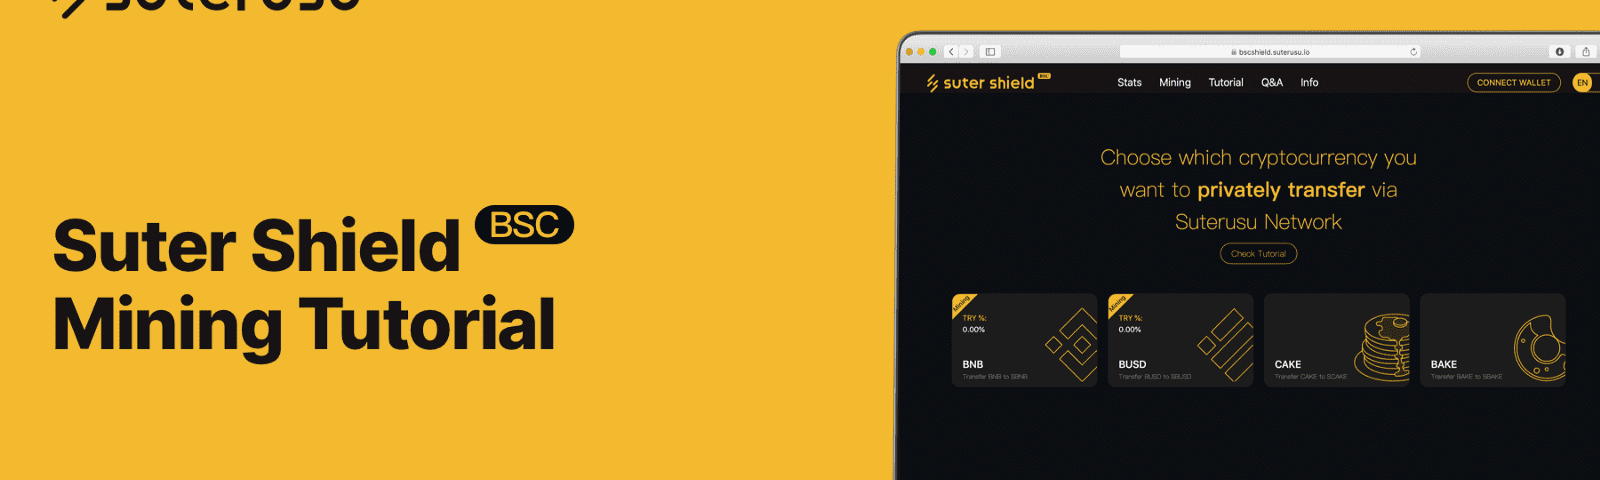 suterusu
Suter Shield BSC
Mining Tutorial
bscshield.suterusu.io
suter shield BSC
Stats Mining Tutorial Q&A Info
CONNECT WALLET EN
Choose which cryptocurrency you
want to privately transfer via
Suterusu Network
Check Tutorial
Mining
TRY %:
0.00%
BNB
Transfer BNB to SBNB
Mining
TRY %:
0.00%
BUSD
Transfer BUSD to SBUSD
CAKE
Transfer CAKE to SCAKE
BAKE
Transfer BAKE to SBAKE